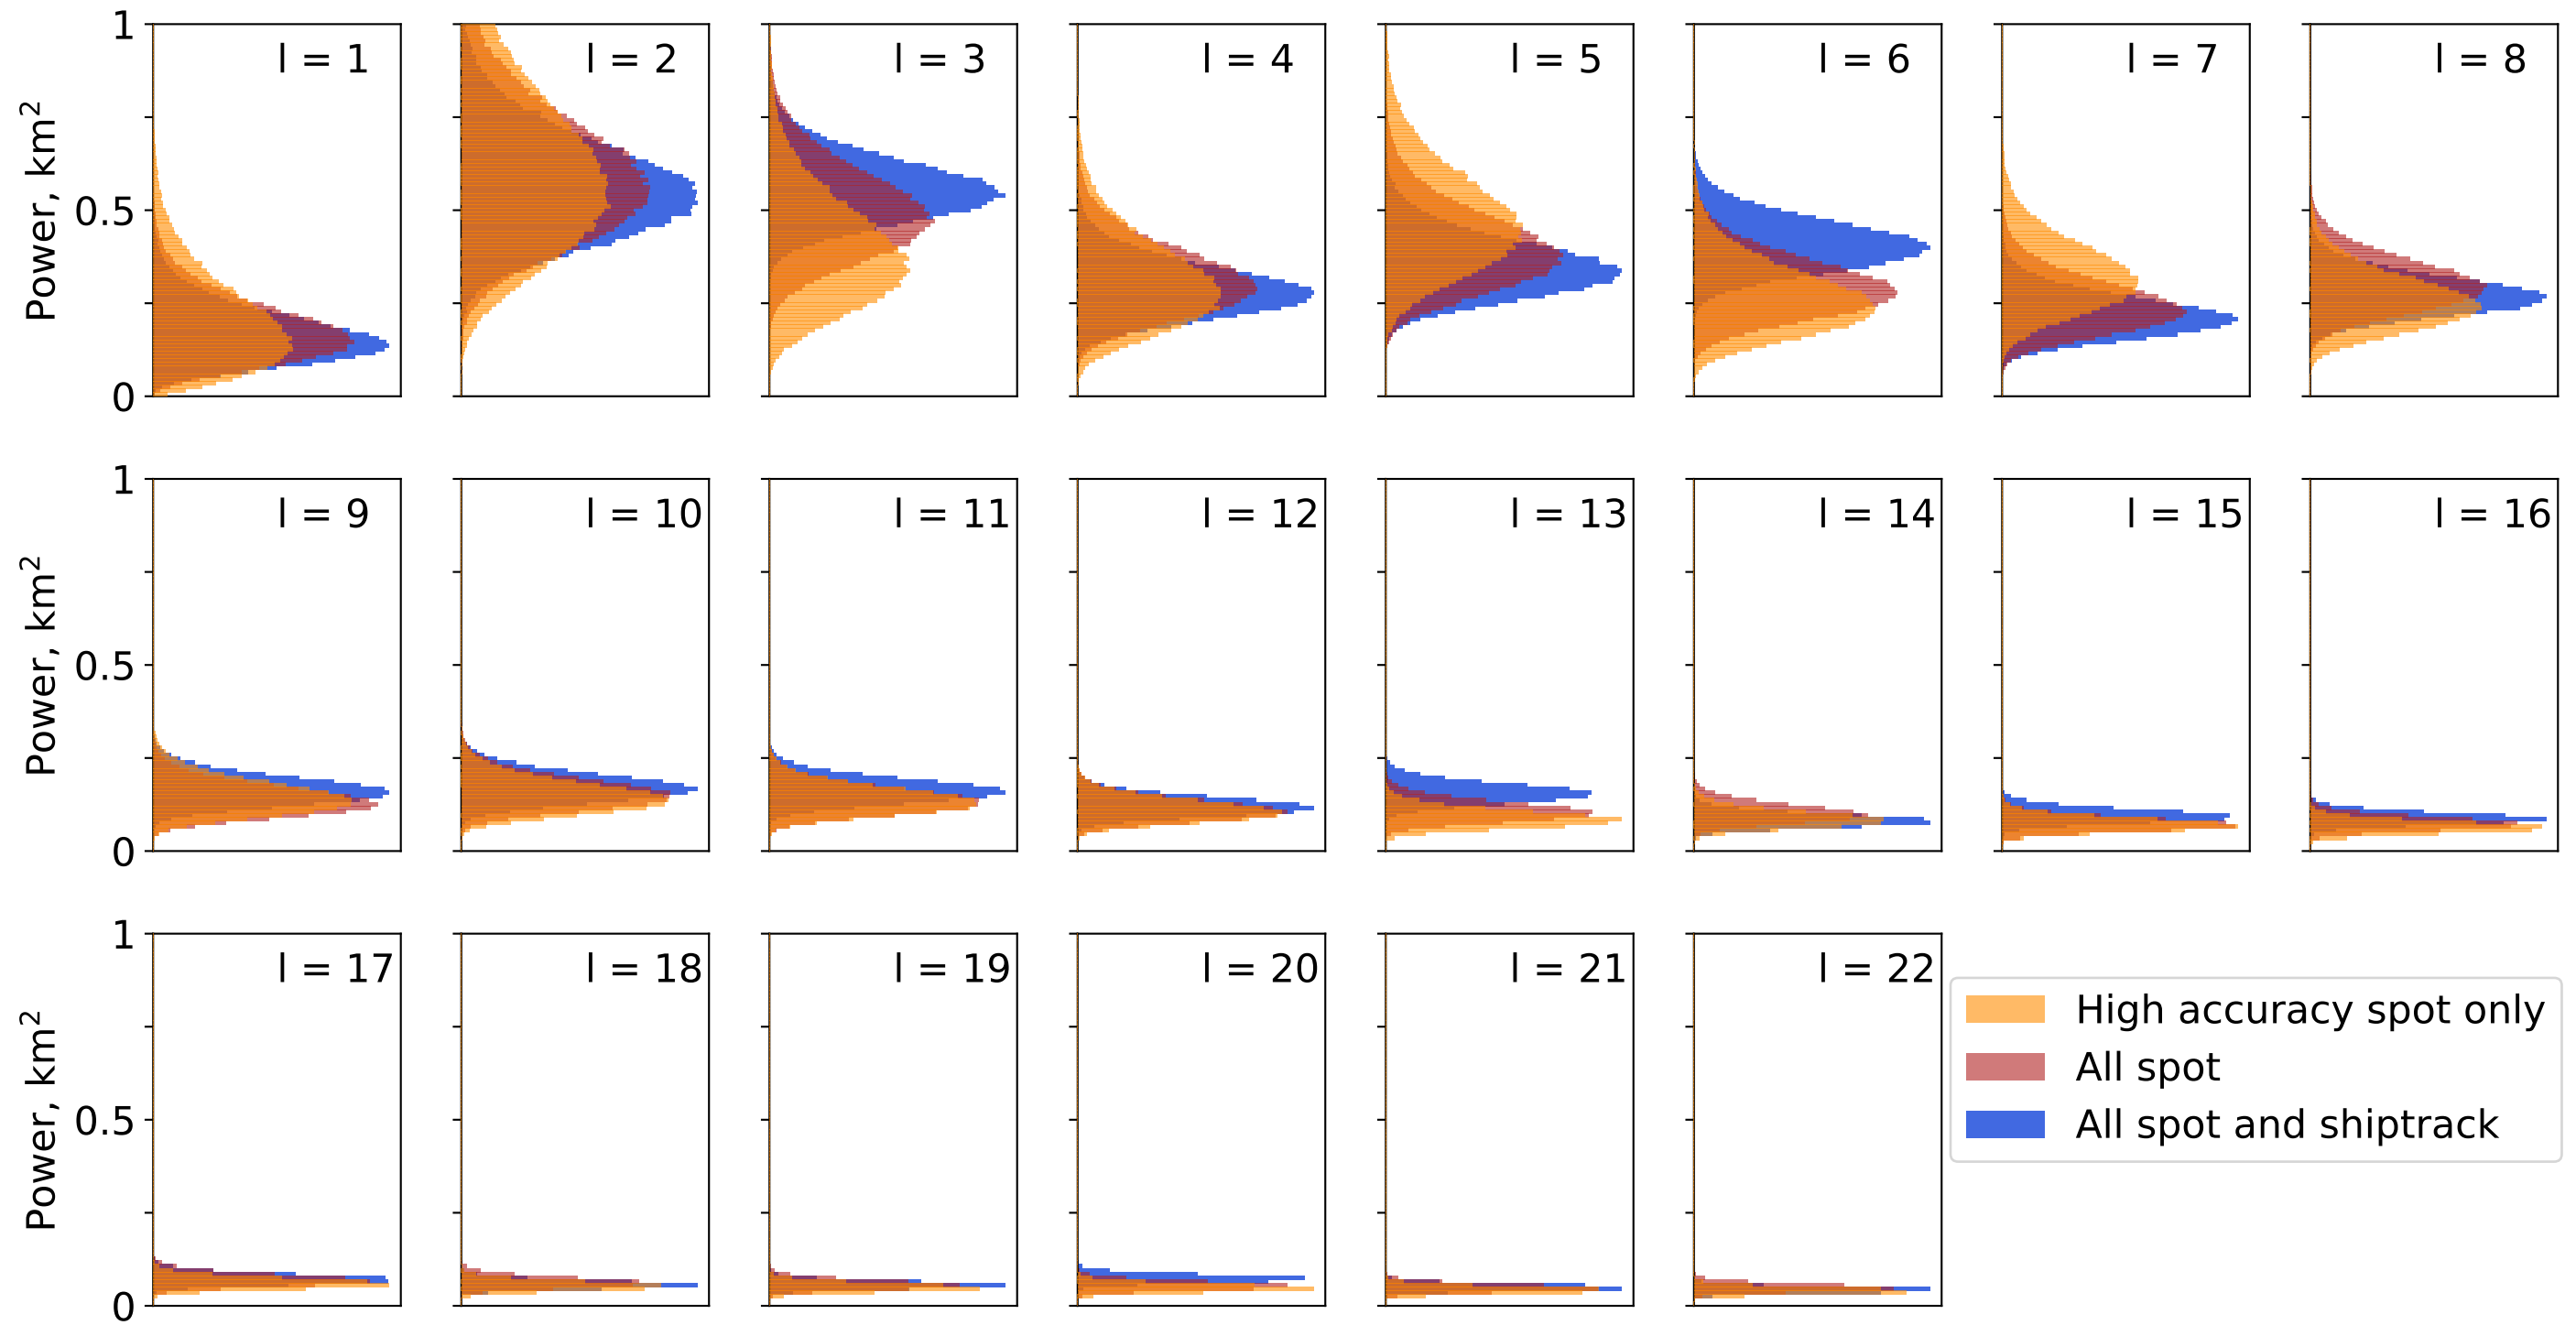 Power, km²
1
0.5
0
l = 1
l = 2
l = 3
l = 4
l = 5
l = 6
l = 7
l = 8
Power, km²
1
0.5
0
l = 9
l = 10
l = 11
l = 12
l = 13
l = 14
l = 15
l = 16
Power, km²
1
0.5
0
l = 17
l = 18
l = 19
l = 20
l = 21
l = 22
High accuracy spot only
All spot
All spot and shiptrack